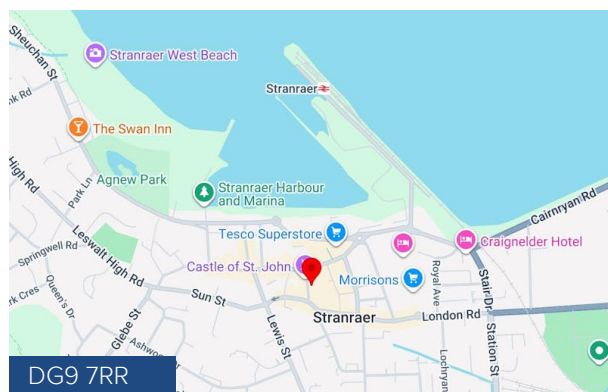 Sheuchan St
Stranraer West Beach
Stranraer
nk Rd
The Swan Inn
Park Ln
Agnew Park
Stranraer Harbour
and Marina
High Rd
Cairnryan Rd
Leswalt High Rd
Springwell Rd
Tesco Superstore
Craignelder Hotel
Castle of St. John
Morrisons
Royal Ave
Stair Dr
rk Cres
Queen's Dr
Sun St
Glebe St
Lewis St
Stranraer
London Rd
Station St
Ashwoo
Lochryan
DG9 7RR